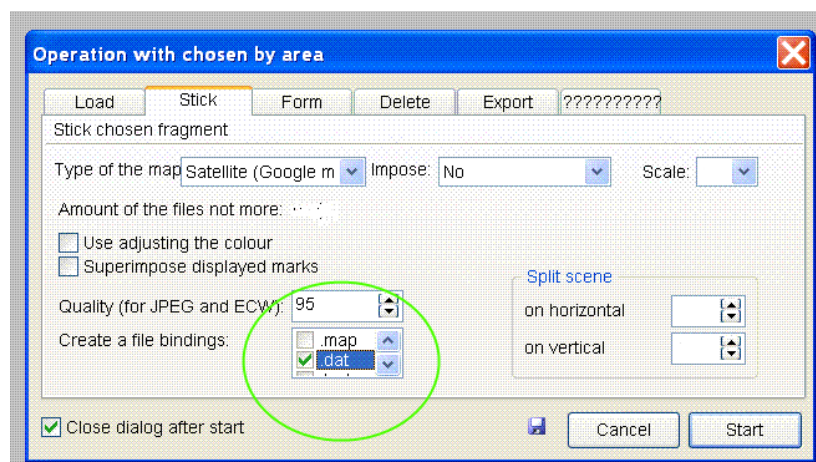 Operation with chosen by area
Load Stick Form Delete Export ??????????
Stick chosen fragment
Type of the map Satellite (Google m Impose: No Scale:
Amount of the files not more:
Use adjusting the colour
Superimpose displayed marks
Split scene
Quality (for JPEG and ECW): 95
on horizontal
Create a file bindings: .map
.dat
on vertical
Close dialog after start Cancel Start